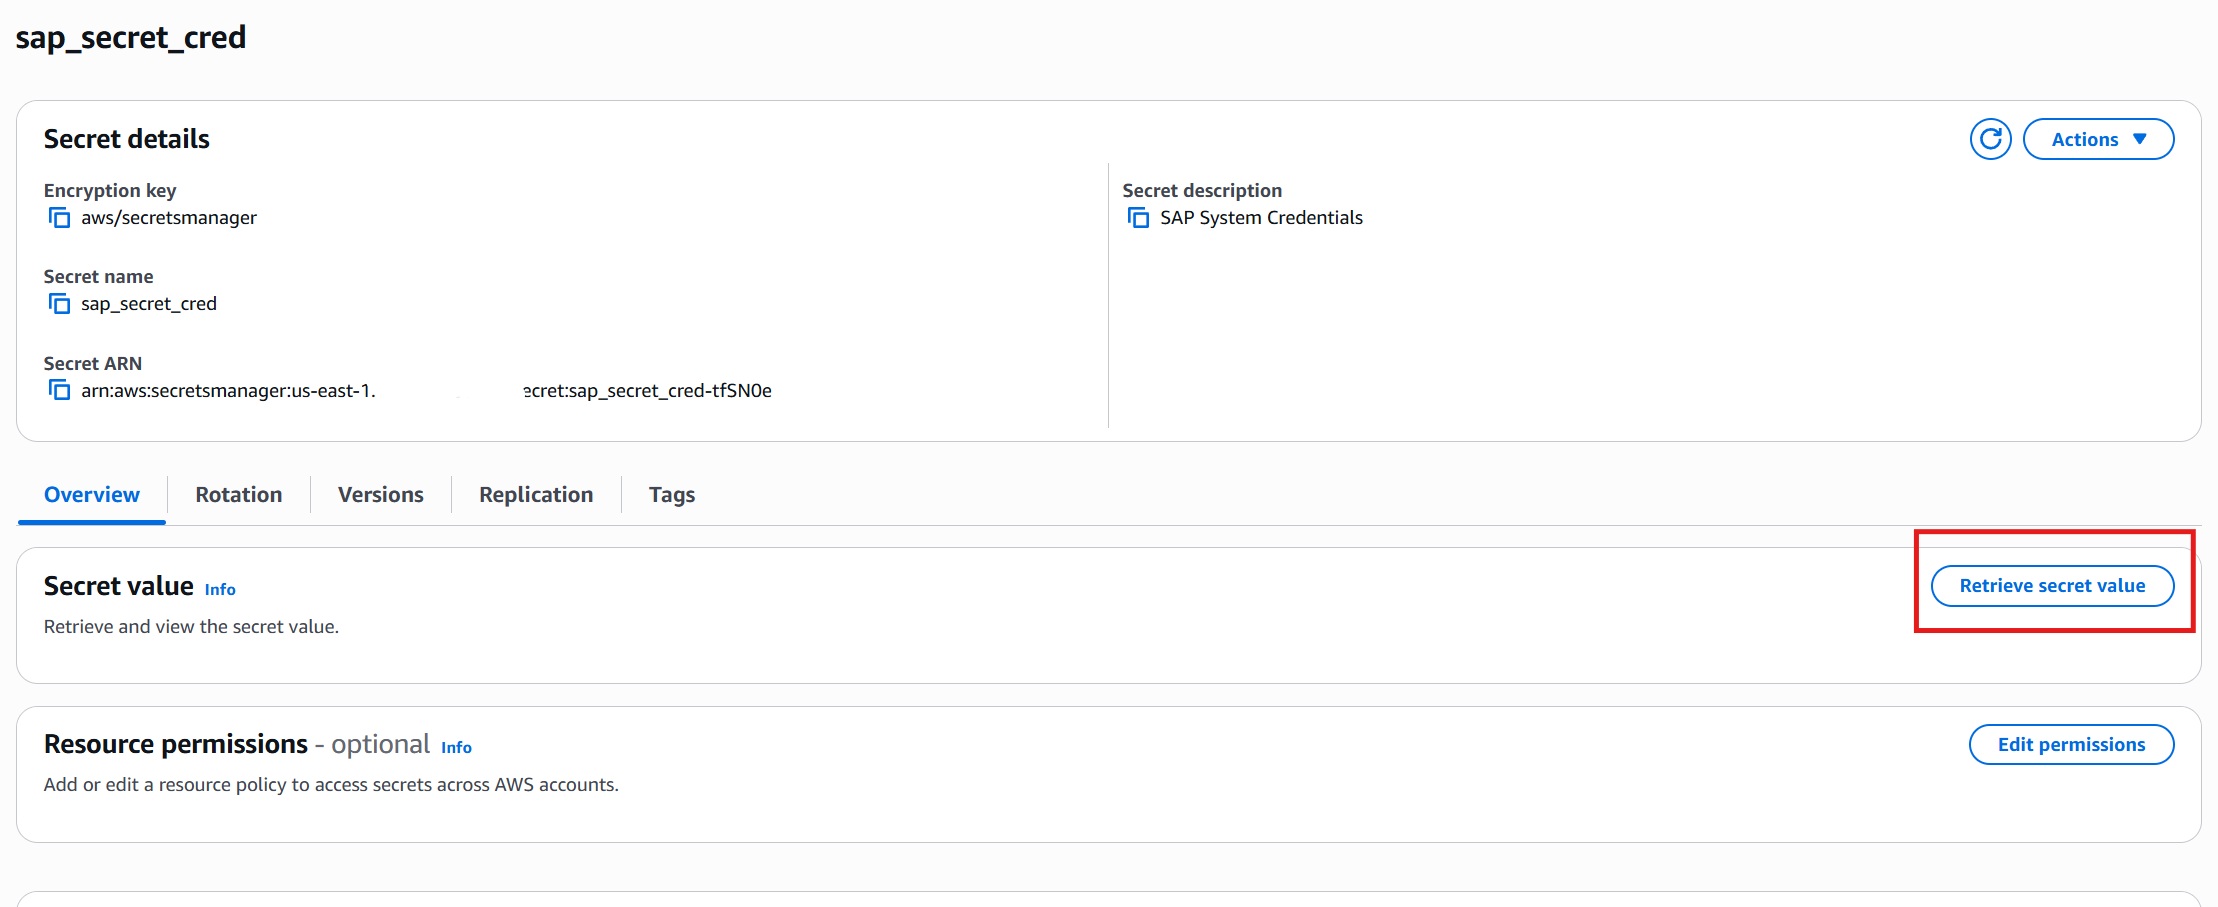 sap_secret_cred
Secret details
Actions
Encryption key
aws/secretsmanager
Secret description
SAP System Credentials
Secret name
sap_secret_cred
Secret ARN
arn:aws:secretsmanager:us-east-1. ecret:sap_secret_cred-tfSN0e
Overview
Rotation
Versions
Replication
Tags
Secret value Info
Retrieve secret value
Retrieve and view the secret value.
Resource permissions - optional Info
Edit permissions
Add or edit a resource policy to access secrets across AWS accounts.